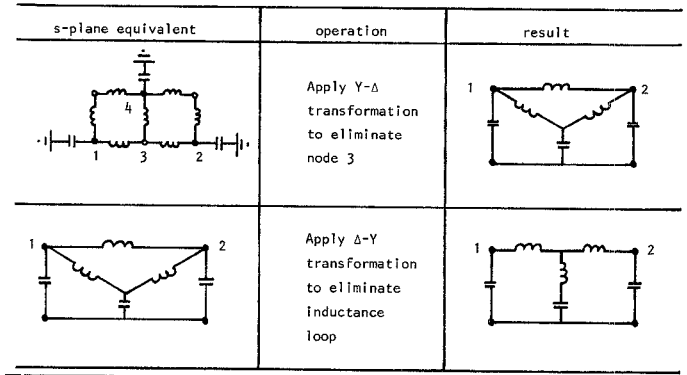 s-plane equivalent
operation
result
4
1
3
2
Apply Y-Δ
transformation
to eliminate
node 3
1
2
1
2
Apply Δ-Y
transformation
to eliminate
inductance
loop
1
2